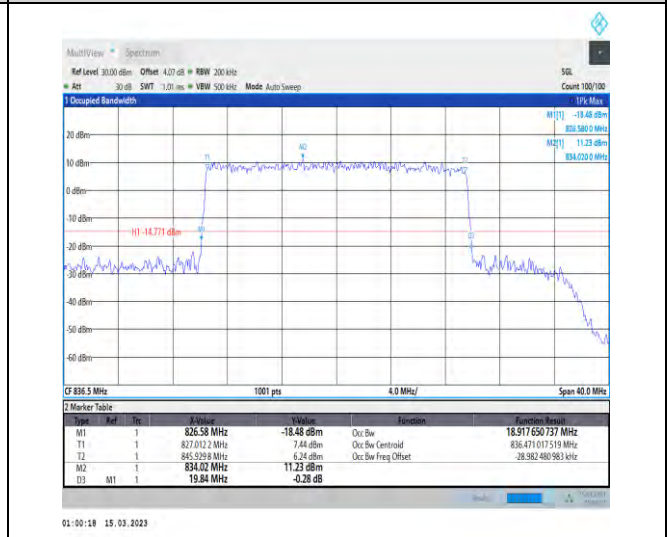 MultiView Spectrum
Ref Level 30.00 dBm Offset 4.07 dB RBW 200 kHz SGL
Att 30 dB SWT 1.01 ms VBW 500 kHz Mode Auto Sweep Count 100/100
1 Occupied Bandwidth 1Pk Max
M1[1] -18.48 dBm
826.580 0 MHz
M2[1] 11.23 dBm
834.020 0 MHz
20 dBm
M2
T1
T2
10 dBm
0 dBm
-10 dBm
H1 -14.771 dBm
M1
D3
-20 dBm
-30 dBm
-40 dBm
-50 dBm
-60 dBm
CF 836.5 MHz 1001 pts 4.0 MHz/ Span 40.0 MHz
2 Marker Table
Type Ref Trc X-Value Y-Value Function Function Result
M1 1 826.58 MHz -18.48 dBm Occ Bw 18.917 650 737 MHz
T1 1 827.012 2 MHz 7.44 dBm Occ Bw Centroid 836.471 017 519 MHz
T2 1 845.929 8 MHz 6.24 dBm Occ Bw Freq Offset -28.982 480 983 kHz
M2 1 834.02 MHz 11.23 dBm
D3 M1 1 19.84 MHz -0.28 dB
01:00:18 15.03.2023